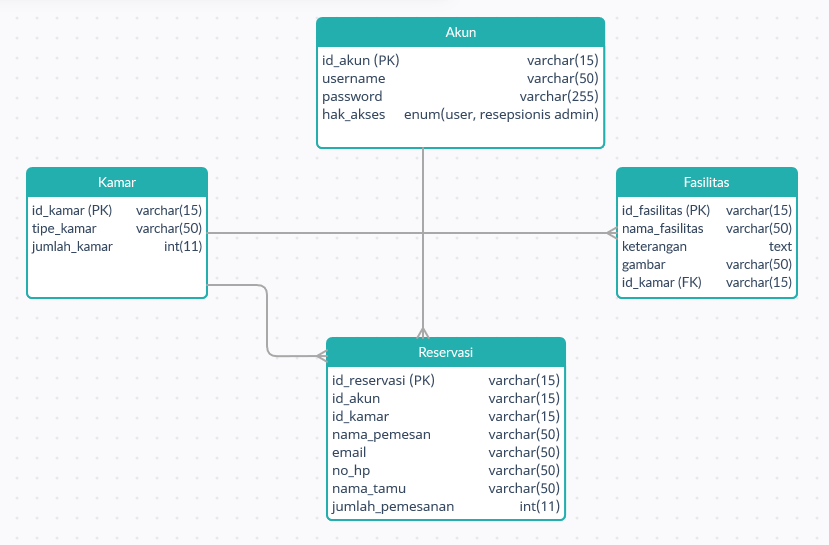 Akun
id_akun (PK) varchar(15)
username varchar(50)
password varchar(255)
hak_akses enum(user, resepsionis admin)
Kamar
id_kamar (PK) varchar(15)
tipe_kamar varchar(50)
jumlah_kamar int(11)
Fasilitas
id_fasilitas (PK) varchar(15)
nama_fasilitas varchar(50)
keterangan text
gambar varchar(50)
id_kamar (FK) varchar(15)
Reservasi
id_reservasi (PK) varchar(15)
id_akun varchar(15)
id_kamar varchar(15)
nama_pemesan varchar(50)
email varchar(50)
no_hp varchar(50)
nama_tamu varchar(50)
jumlah_pemesanan int(11)